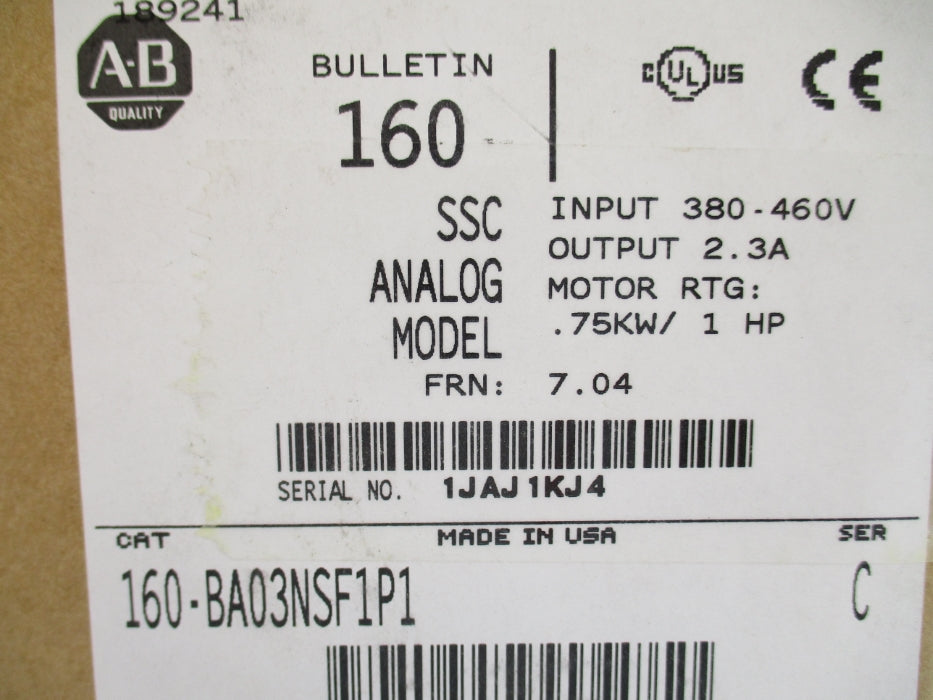 189241
A-B
QUALITY
BULLETIN
160
C UL US
CE
SSC
ANALOG
MODEL
INPUT 380-460V
OUTPUT 2.3A
MOTOR RTG:
.75KW/ 1 HP
FRN: 7.04
SERIAL NO. 1JAJ1KJ4
CAT MADE IN USA SER
160-BA03NSF1P1 C